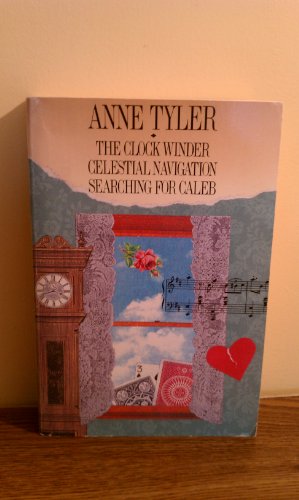 ANNE TYLER
THE CLOCK WINDER
CELESTIAL NAVIGATION
SEARCHING FOR CALEB